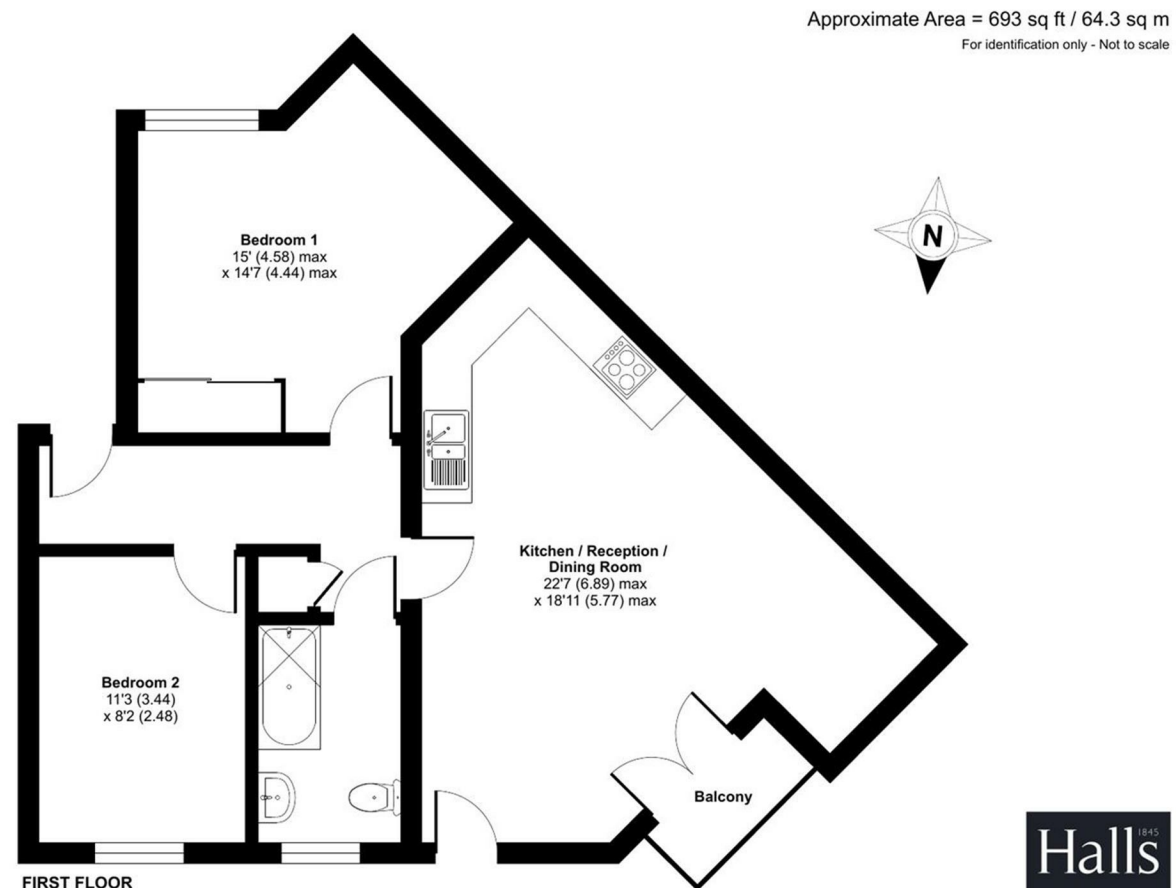 Approximate Area = 693 sq ft / 64.3 sq m
For identification only - Not to scale
N
Bedroom 1
15' (4.58) max
x 14'7 (4.44) max
Kitchen / Reception /
Dining Room
22'7 (6.89) max
x 18'11 (5.77) max
Bedroom 2
11'3 (3.44)
x 8'2 (2.48)
Balcony
1845
Halls
FIRST FLOOR